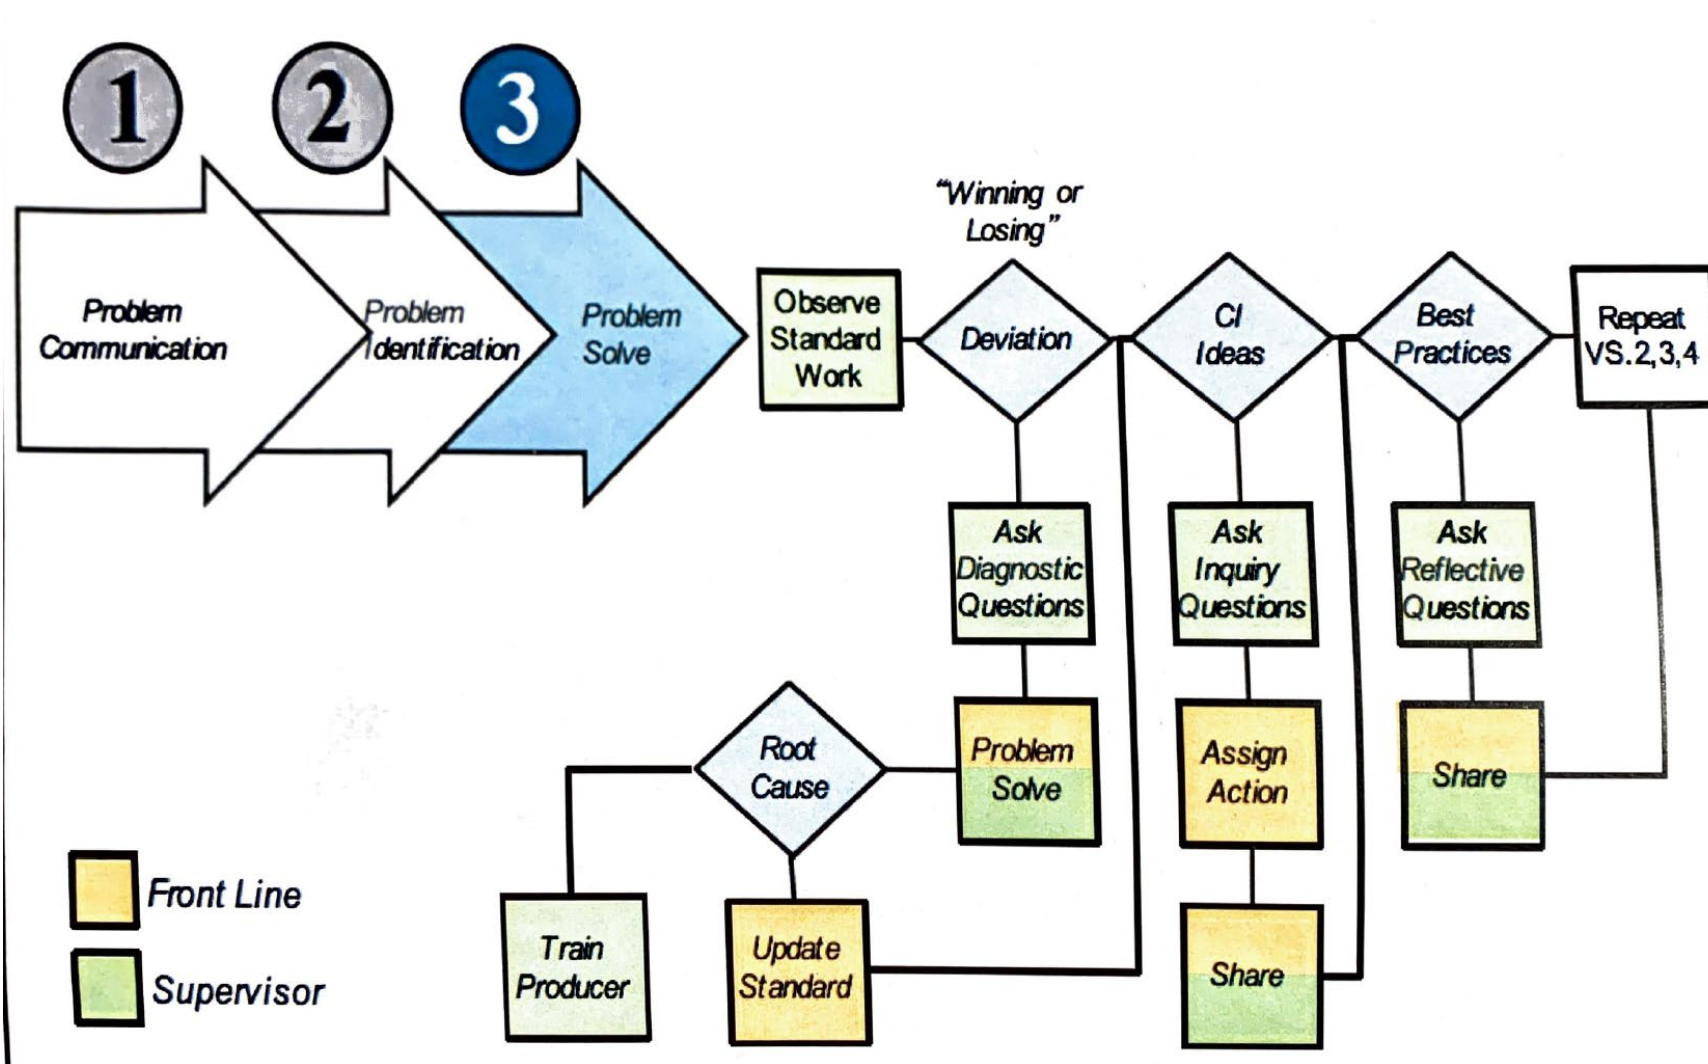 1
2
3
Problem
Communication
Problem
Identification
Problem
Solve
"Winning or
Losing"
Observe
Standard
Work
Deviation
CI
Ideas
Best
Practices
Repeat
VS.2,3,4
Ask
Diagnostic
Questions
Ask
Inquiry
Questions
Ask
Reflective
Questions
Root
Cause
Problem
Solve
Assign
Action
Share
Train
Producer
Update
Standard
Share
Front Line
Supervisor